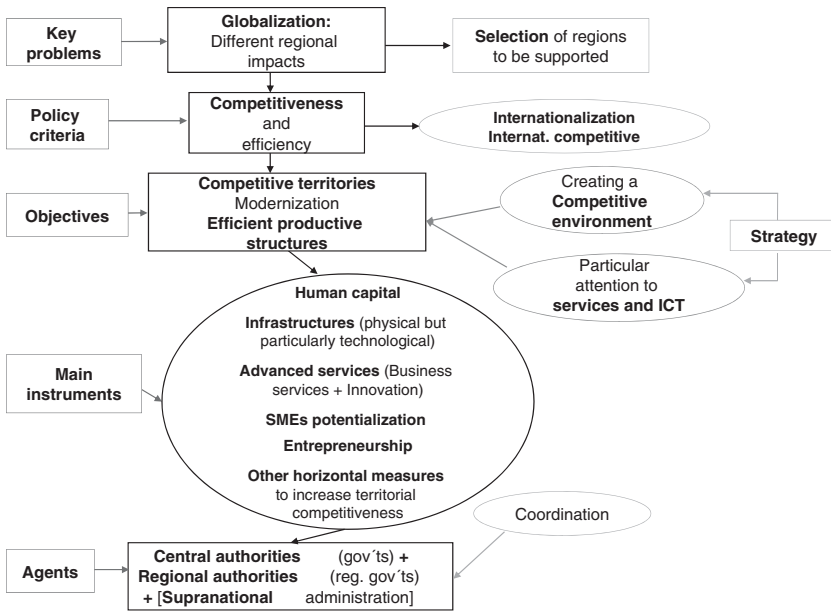 Key
problems
Globalization:
Different regional
impacts
Selection of regions
to be supported
Policy
criteria
Competitiveness
and
efficiency
Internationalization
Internat. competitive
Objectives
Competitive territories
Modernization
Efficient productive
structures
Creating a
Competitive
environment
Strategy
Particular
attention to
services and ICT
Main
instruments
Human capital
Infrastructures (physical but
particularly technological)
Advanced services (Business
services + Innovation)
SMEs potentialization
Entrepreneurship
Other horizontal measures
to increase territorial
competitiveness
Coordination
Agents
Central authorities (gov´ts) +
Regional authorities (reg. gov´ts)
+ [Supranational administration]